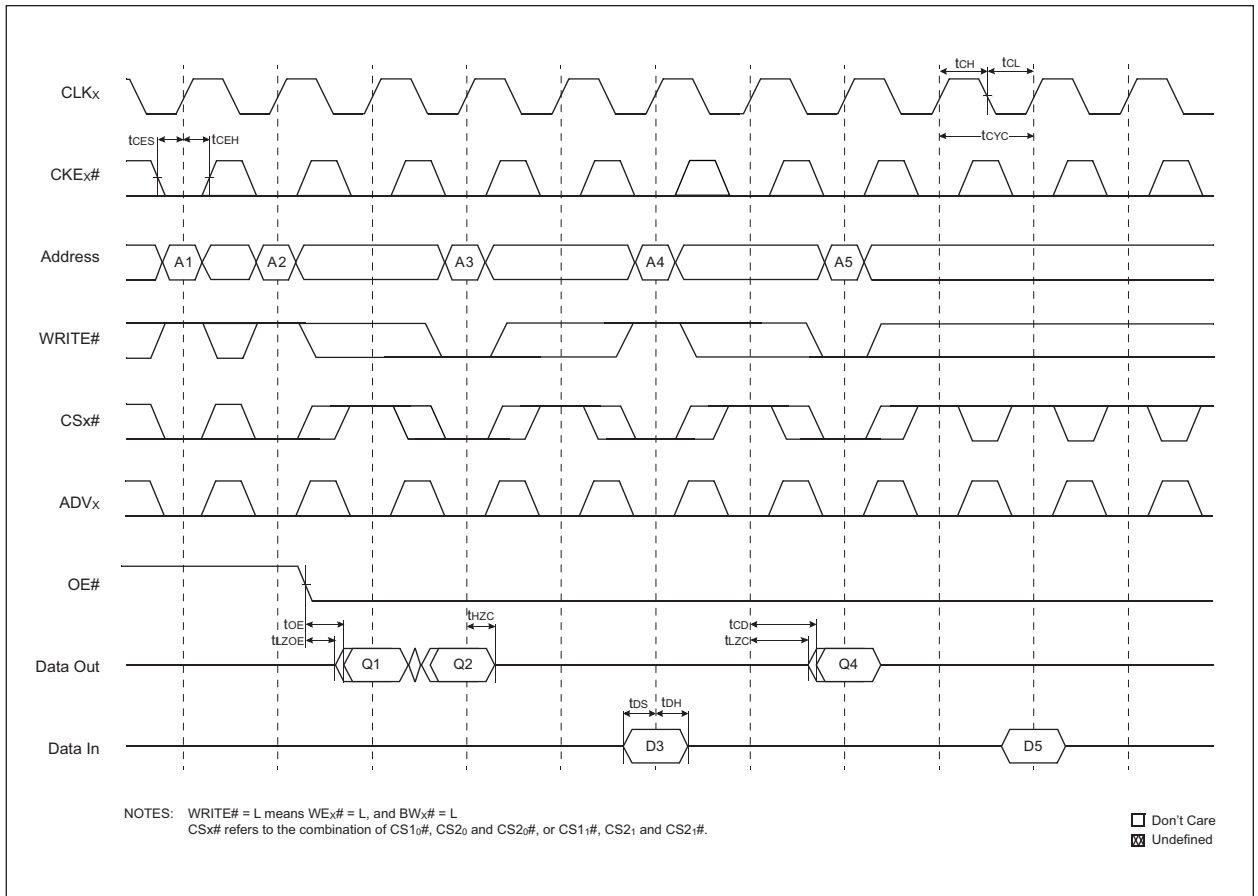 tCH tCL
CLKX
tCES tCEH
tCYC
CKEX#
Address A1 A2 A3 A4 A5
WRITE#
CSx#
ADVX
OE#
tOE tHZC tCD
tLZOE tLZC
Data Out Q1 Q2 Q4
tDS tDH
Data In D3 D5
NOTES: WRITE# = L means WEX# = L, and BWX# = L
CSx# refers to the combination of CS10#, CS20 and CS20#, or CS11#, CS21 and CS21#.
Don't Care
Undefined